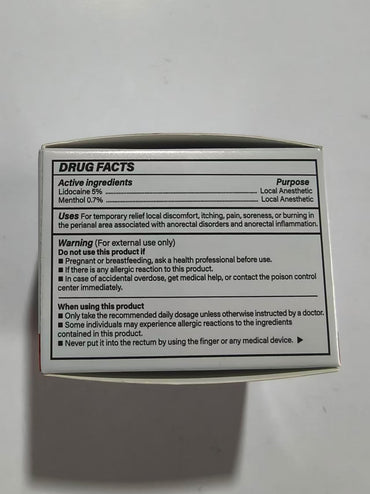 DRUG FACTS
Active ingredients Purpose
Lidocaine 5% ........ Local Anesthetic
Menthol 0.7% ........ Local Anesthetic
Uses For temporary relief local discomfort, itching, pain, soreness, or burning in
the perianal area associated with anorectal disorders and anorectal inflammation.
Warning (For external use only)
Do not use this product if
■ Pregnant or breastfeeding, ask a health professional before use.
■ If there is any allergic reaction to this product.
■ In case of accidental overdose, get medical help, or contact the poison control
center immediately.
When using this product
■ Only take the recommended daily dosage unless otherwise instructed by a doctor.
■ Some individuals may experience allergic reactions to the ingredients
contained in this product.
■ Never put it into the rectum by using the finger or any medical device. ▶